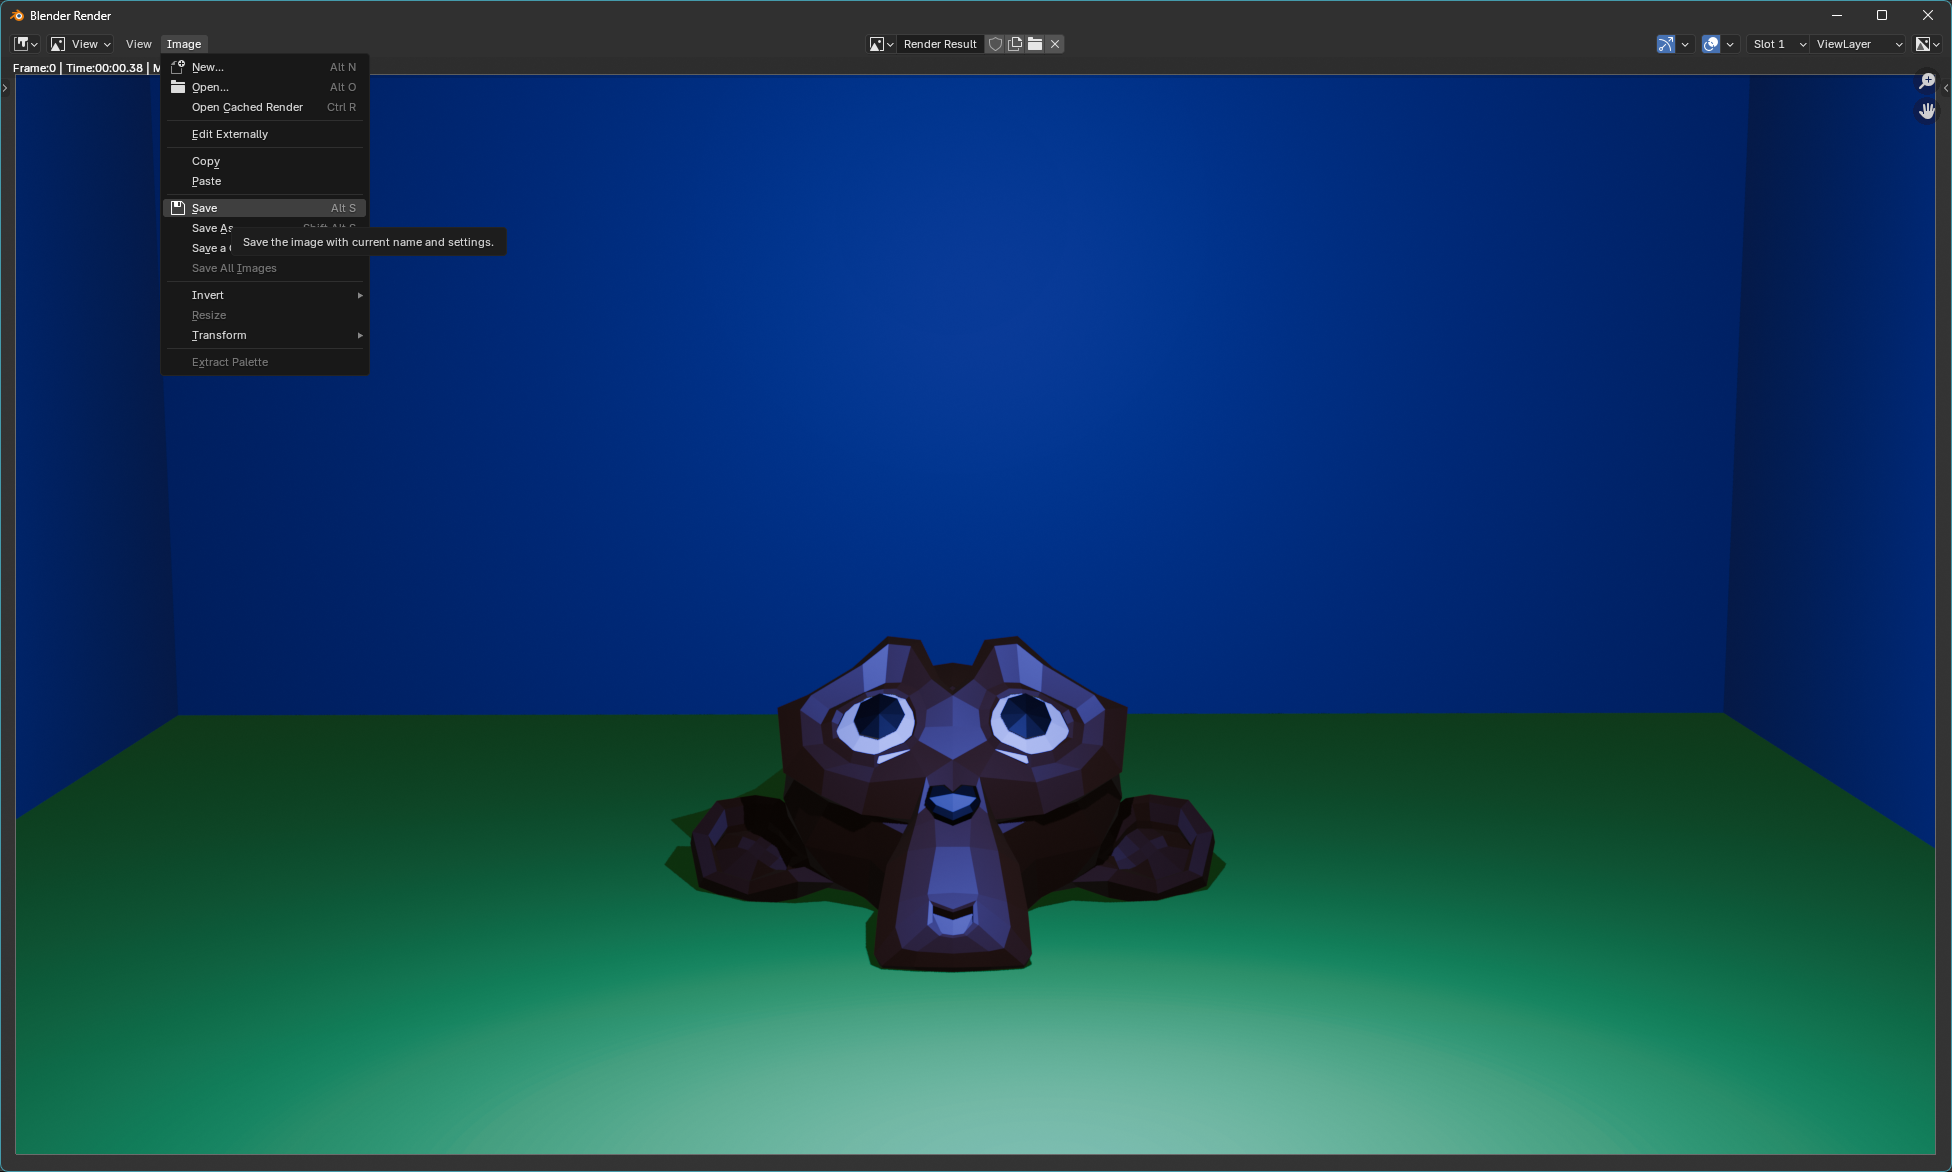 Blender Render
View View Image Render Result Slot 1 ViewLayer
Frame:0 | Time:00:00.38 |
New... Alt N
Open... Alt O
Open Cached Render Ctrl R
Edit Externally
Copy
Paste
Save Alt S
Save As
Save a
Save the image with current name and settings.
Save All Images
Invert
Resize
Transform
Extract Palette